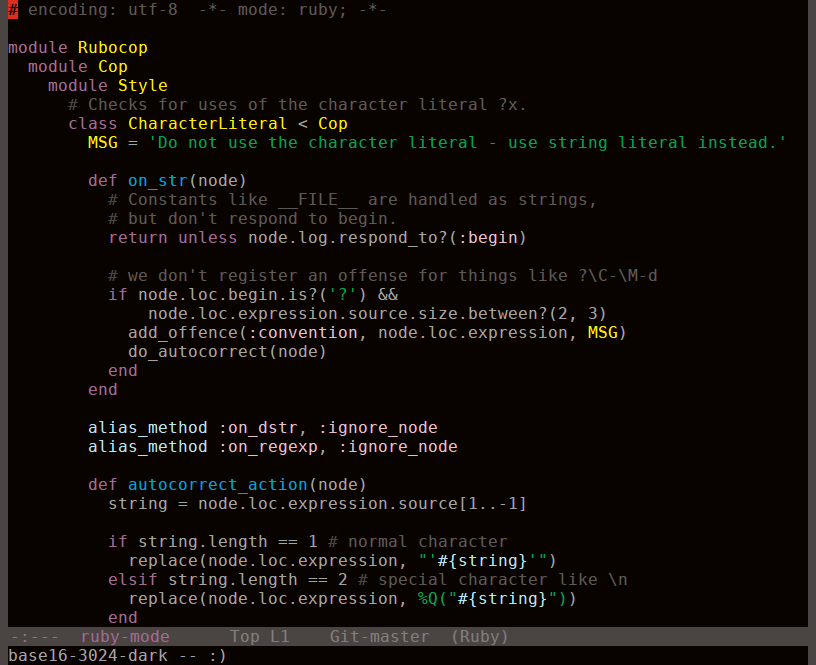 # encoding: utf-8  -*- mode: ruby; -*-

module Rubocop
  module Cop
    module Style
      # Checks for uses of the character literal ?x.
      class CharacterLiteral < Cop
        MSG = 'Do not use the character literal - use string literal instead.'

        def on_str(node)
          # Constants like __FILE__ are handled as strings,
          # but don't respond to begin.
          return unless node.log.respond_to?(:begin)

          # we don't register an offense for things like ?\C-\M-d
          if node.loc.begin.is?('?') &&
              node.loc.expression.source.size.between?(2, 3)
            add_offence(:convention, node.loc.expression, MSG)
            do_autocorrect(node)
          end
        end

        alias_method :on_dstr, :ignore_node
        alias_method :on_regexp, :ignore_node

        def autocorrect_action(node)
          string = node.loc.expression.source[1..-1]

          if string.length == 1 # normal character
            replace(node.loc.expression, "'#{string}'")
          elsif string.length == 2 # special character like \n
            replace(node.loc.expression, %Q("#{string}"))
          end
-:---  ruby-mode      Top L1    Git-master  (Ruby)
base16-3024-dark -- :)